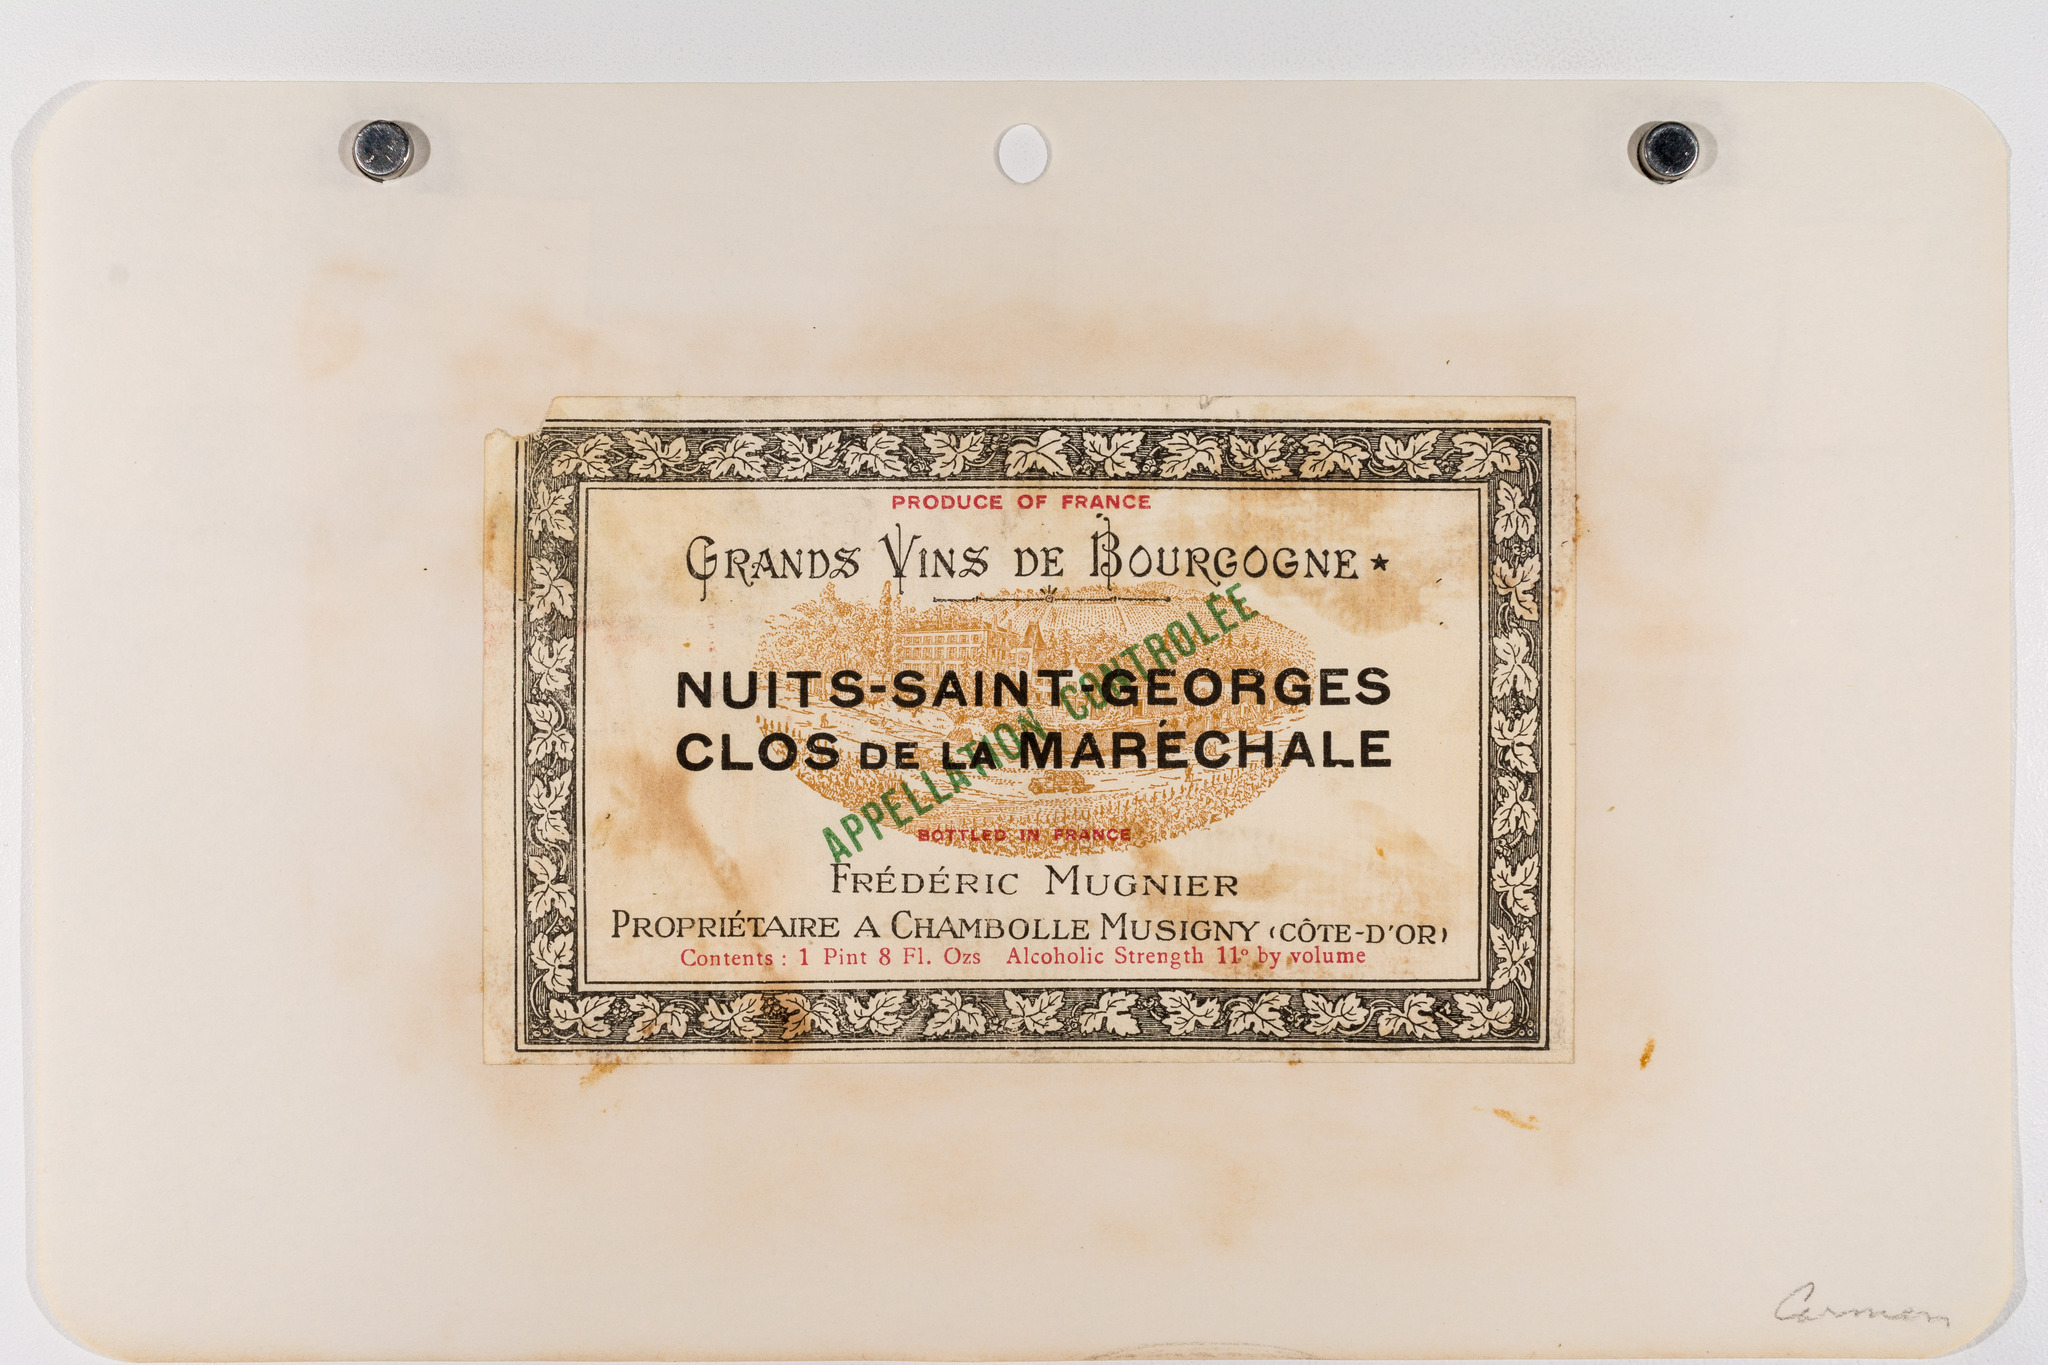 PRODUCE OF FRANCE
GRANDS VINS DE BOURGOGNE ★
APPELLATION CONTROLÉE
NUITS-SAINT-GEORGES
CLOS DE LA MARÉCHALE
BOTTLED IN FRANCE
FRÉDÉRIC MUGNIER
PROPRIÉTAIRE A CHAMBOLLE MUSIGNY (CÔTE-D'OR)
Contents : 1 Pint 8 Fl. Ozs Alcoholic Strength 11° by volume
Carmen